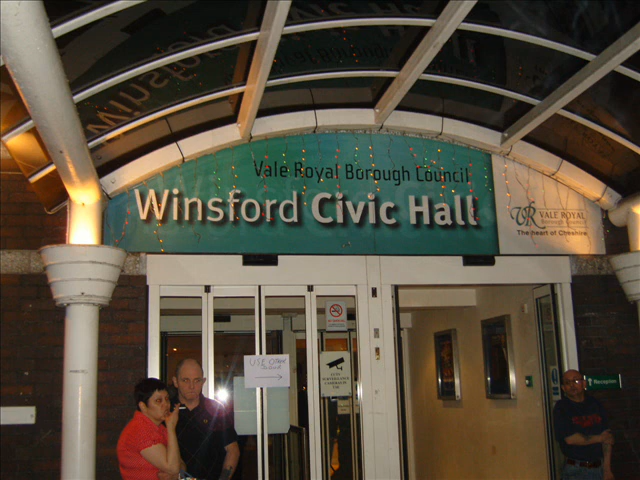 Vale Royal Borough Council
Winsford Civic Hall
VR VALE ROYAL
Borough Council
The heart of Cheshire
Reception